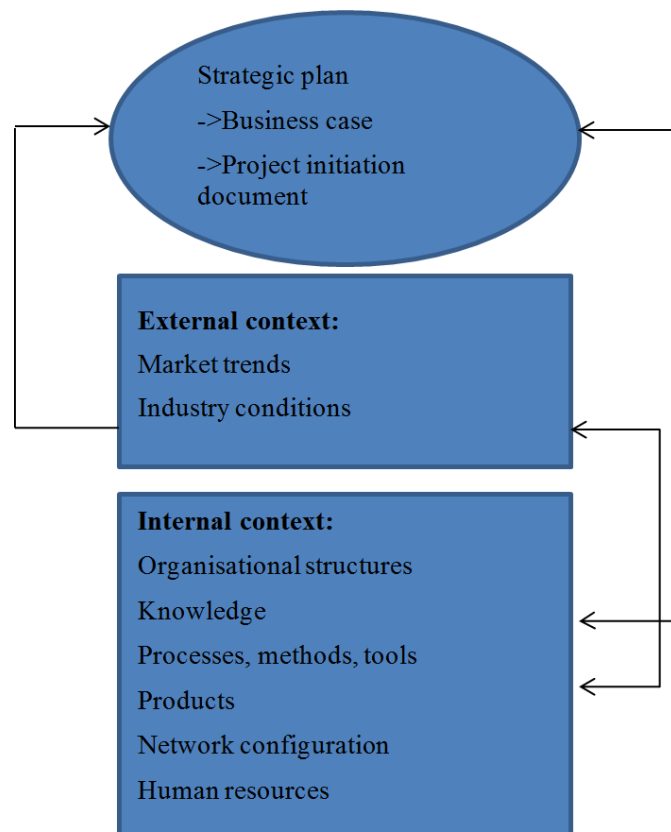 Strategic plan
->Business case
->Project initiation
document
External context:
Market trends
Industry conditions
Internal context:
Organisational structures
Knowledge
Processes, methods, tools
Products
Network configuration
Human resources